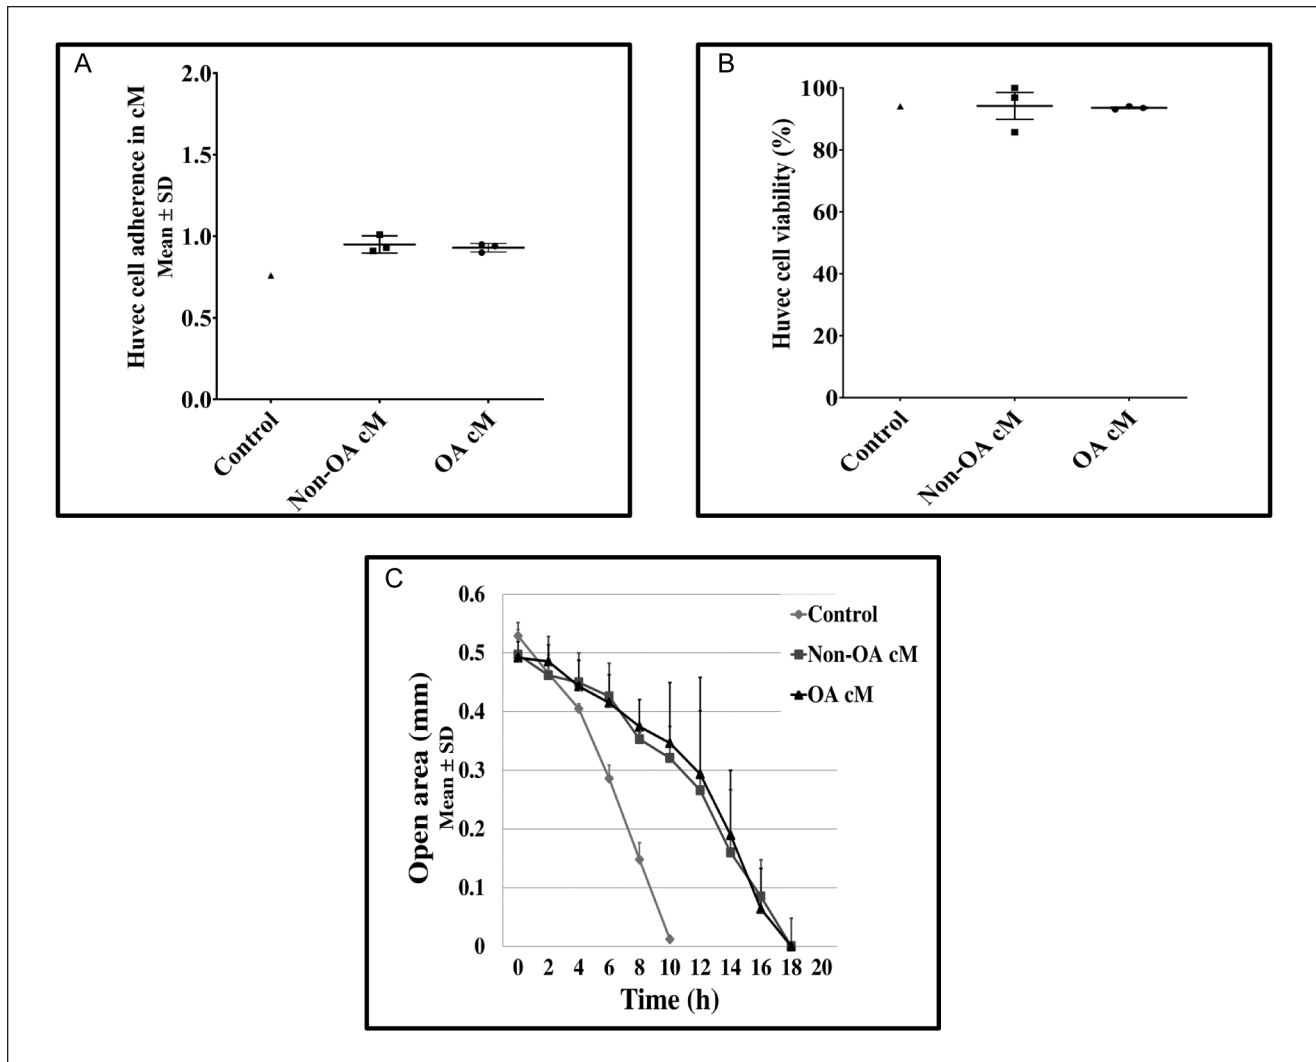 A
Huvec cell adherence in cM
Mean ± SD
2.0
1.5
1.0
0.5
0.0
Control
Non-OA cM
OA cM
B
Huvec cell viability (%)
100
80
60
40
20
0
Control
Non-OA cM
OA cM
C
Open area (mm)
Mean ± SD
0.6
0.5
0.4
0.3
0.2
0.1
0
0 2 4 6 8 10 12 14 16 18 20
Time (h)
Control
Non-OA cM
OA cM